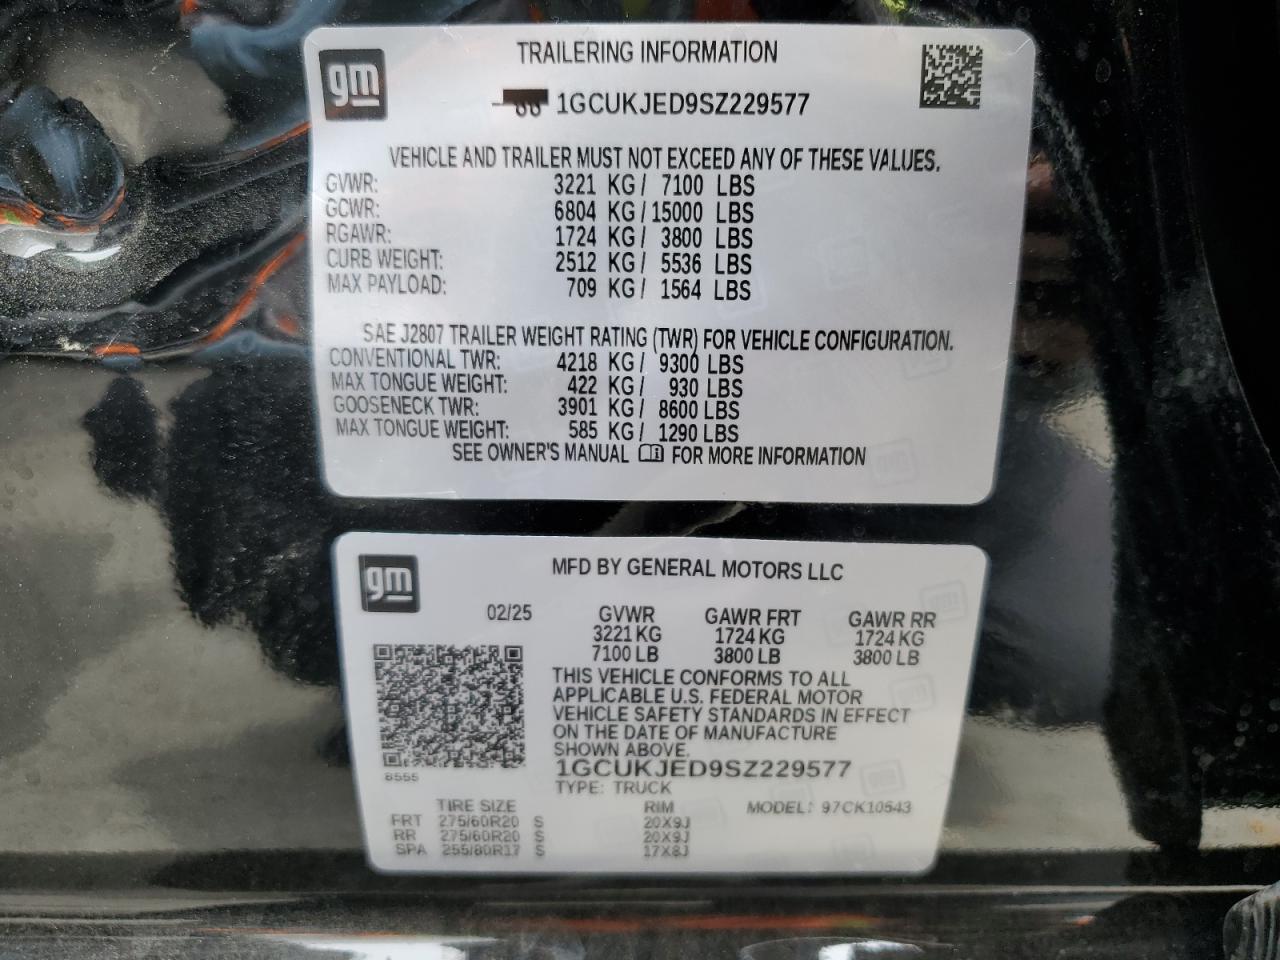 gm
TRAILERING INFORMATION
1GCUKJED9SZ229577
VEHICLE AND TRAILER MUST NOT EXCEED ANY OF THESE VALUES.
GVWR: 3221 KG/ 7100 LBS
GCWR: 6804 KG/15000 LBS
RGAWR: 1724 KG/ 3800 LBS
CURB WEIGHT: 2512 KG/ 5536 LBS
MAX PAYLOAD: 709 KG/ 1564 LBS
SAE J2807 TRAILER WEIGHT RATING (TWR) FOR VEHICLE CONFIGURATION.
CONVENTIONAL TWR: 4218 KG/ 9300 LBS
MAX TONGUE WEIGHT: 422 KG/ 930 LBS
GOOSENECK TWR: 3901 KG/ 8600 LBS
MAX TONGUE WEIGHT: 585 KG/ 1290 LBS
SEE OWNER'S MANUAL FOR MORE INFORMATION
gm
MFD BY GENERAL MOTORS LLC
02/25 GVWR GAWR FRT GAWR RR
3221 KG 1724 KG 1724 KG
7100 LB 3800 LB 3800 LB
THIS VEHICLE CONFORMS TO ALL
APPLICABLE U.S. FEDERAL MOTOR
VEHICLE SAFETY STANDARDS IN EFFECT
ON THE DATE OF MANUFACTURE
SHOWN ABOVE.
1GCUKJED9SZ229577
8555
TYPE: TRUCK
TIRE SIZE RIM MODEL: 97CK10543
FRT 275/60R20 S 20X9J
RR 275/60R20 S 20X9J
SPA 255/80R17 S 17X8J